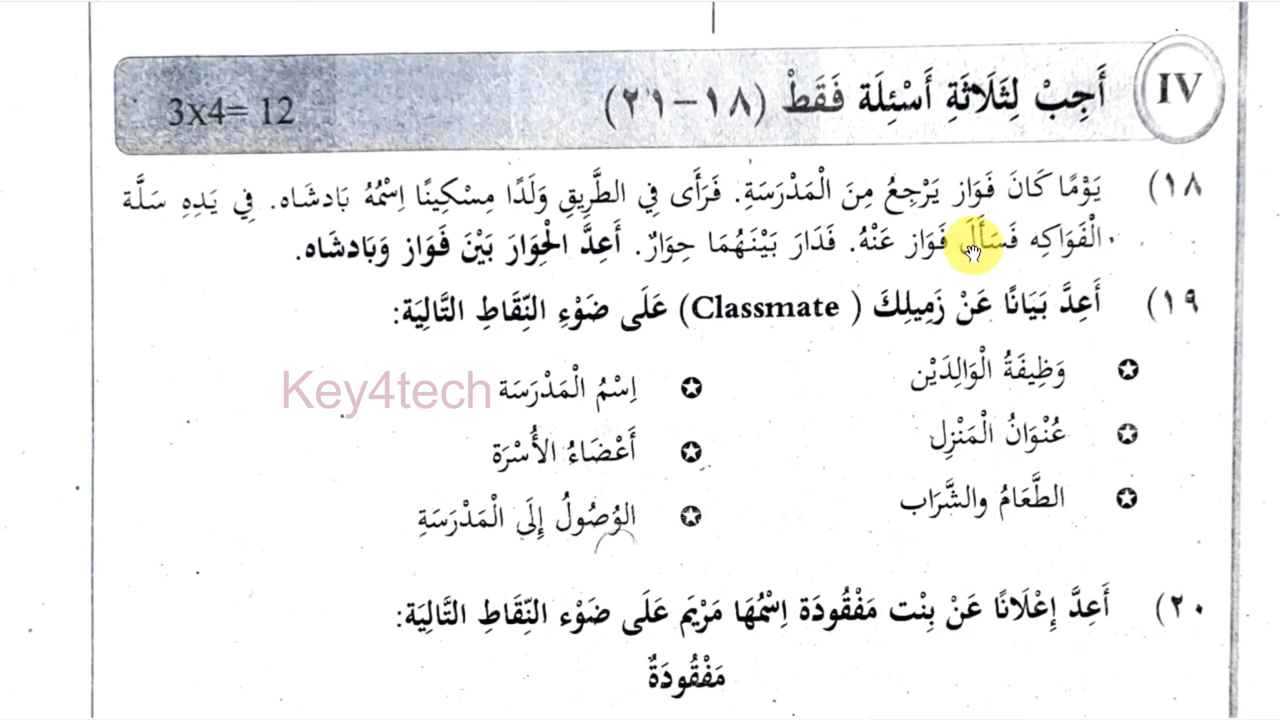 IV أَجِبْ لِثَلَاثَةِ أَسْئِلَة فَقَطْ (١٨-٢١) 3x4= 12
١٨) يَوْمًا كَانَ فَوَاز يَرْجِعُ مِنَ الْمَدْرَسَةِ. فَرَأَى فِي الطَّرِيقِ وَلَدًا مِسْكِينًا اِسْمُهُ بَادشَاه. فِي يَدِهِ سَلَّة
الْفَوَاكِه فَسَأَلَ فَوَاز عَنْهُ. فَدَارَ بَيْنَهُمَا حِوَارٌ. أَعِدَّ الْحِوَارَ بَيْنَ فَوَاز وَبَادشَاه.
١٩) أَعِدَّ بَيَانًا عَنْ زَمِيلِكَ ( Classmate) عَلَى ضَوْءِ النِّقَاطِ التَّالِيَة:
وَظِيفَةُ الْوَالِدَيْن
اِسْمُ الْمَدْرَسَة
Key4tech
عُنْوَانُ الْمَنْزِل
أَعْضَاءُ الأُسْرَة
الطَّعَامُ والشَّرَاب
الوُصُولُ إِلَى الْمَدْرَسَةِ
٢٠) أَعِدَّ إِعْلَانًا عَنْ بِنْت مَفْقُودَة اِسْمُهَا مَرْيَم عَلَى ضَوْء النِّقَاطِ التَّالِيَة:
مَفْقُودَةٌ